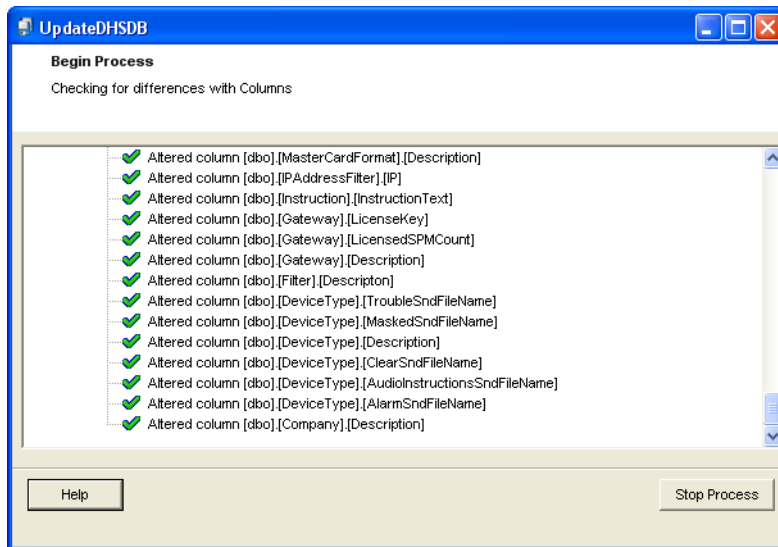 UpdateDHSDB
Begin Process
Checking for differences with Columns
Altered column [dbo].[MasterCardFormat].[Description]
Altered column [dbo].[IPAddressFilter].[IP]
Altered column [dbo].[Instruction].[InstructionText]
Altered column [dbo].[Gateway].[LicenseKey]
Altered column [dbo].[Gateway].[LicensedSPMCount]
Altered column [dbo].[Gateway].[Description]
Altered column [dbo].[Filter].[Descripton]
Altered column [dbo].[DeviceType].[TroubleSndFileName]
Altered column [dbo].[DeviceType].[MaskedSndFileName]
Altered column [dbo].[DeviceType].[Description]
Altered column [dbo].[DeviceType].[ClearSndFileName]
Altered column [dbo].[DeviceType].[AudioInstructionsSndFileName]
Altered column [dbo].[DeviceType].[AlarmSndFileName]
Altered column [dbo].[Company].[Description]
Help
Stop Process